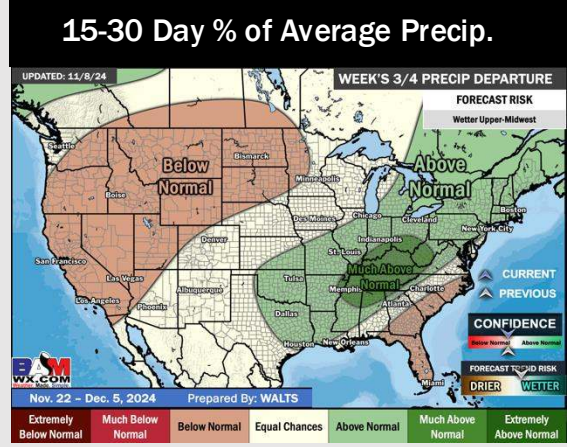 15-30 Day % of Average Precip.
UPDATED: 11/8/24
WEEK'S 3/4 PRECIP DEPARTURE
FORECAST RISK
Wetter Upper-Midwest
Seattle
Below
Normal
Bismarck
Above
Normal
Minneapolis
Boise
Boston
Des Moines
Chicago
Cleveland
New York City
Denver
Indianapolis
San Francisco
St. Louis
Much Above
Normal
CURRENT
PREVIOUS
Las Vegas
Tulsa
Memphis
Charlotte
Albuquerque
Los Angeles
Phoenix
Atlanta
Dallas
CONFIDENCE
Below Normal
Above Normal
Houston
New Orleans
Miami
FORECAST TREND RISK
DRIER
WETTER
BAM
WX.COM
Weather. Made. Simple.
Nov. 22 – Dec. 5, 2024
Prepared By: WALTS
Extremely
Below Normal
Much Below
Normal
Below Normal
Equal Chances
Above Normal
Much Above
Normal
Extremely
Above Normal